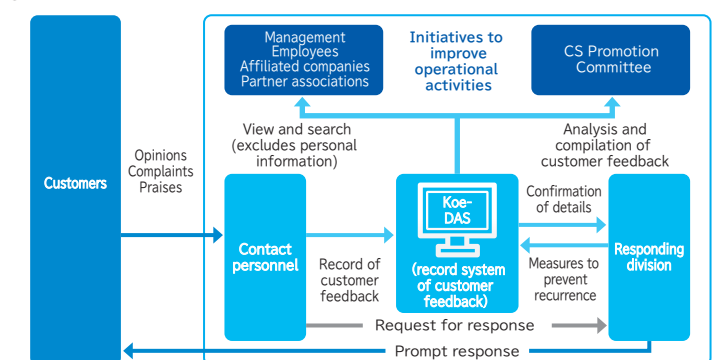 Management
Employees
Affiliated companies
Partner associations
Initiatives to
improve
operational
activities
CS Promotion
Committee
View and search
(excludes personal
information)
Analysis and
compilation of
customer feedback
Opinions
Complaints
Praises
Customers
Contact
personnel
Record of
customer
feedback
Koe-
DAS
(record system
of customer
feedback)
Confirmation
of details
Measures to
prevent
recurrence
Responding
division
Request for response
Prompt response